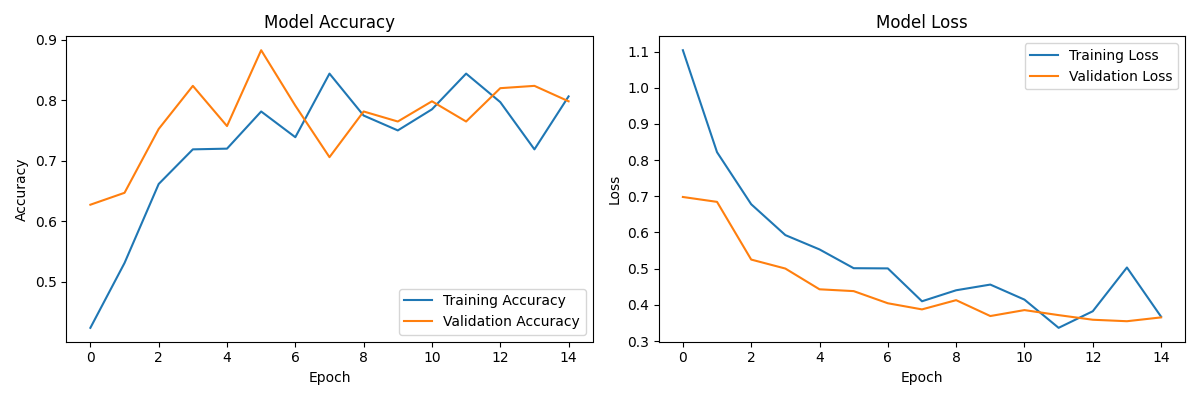 Model Accuracy
Accuracy
0.9
0.8
0.7
0.6
0.5
Training Accuracy
Validation Accuracy
0 2 4 6 8 10 12 14
Epoch
Model Loss
Loss
1.1
1.0
0.9
0.8
0.7
0.6
0.5
0.4
0.3
Training Loss
Validation Loss
0 2 4 6 8 10 12 14
Epoch